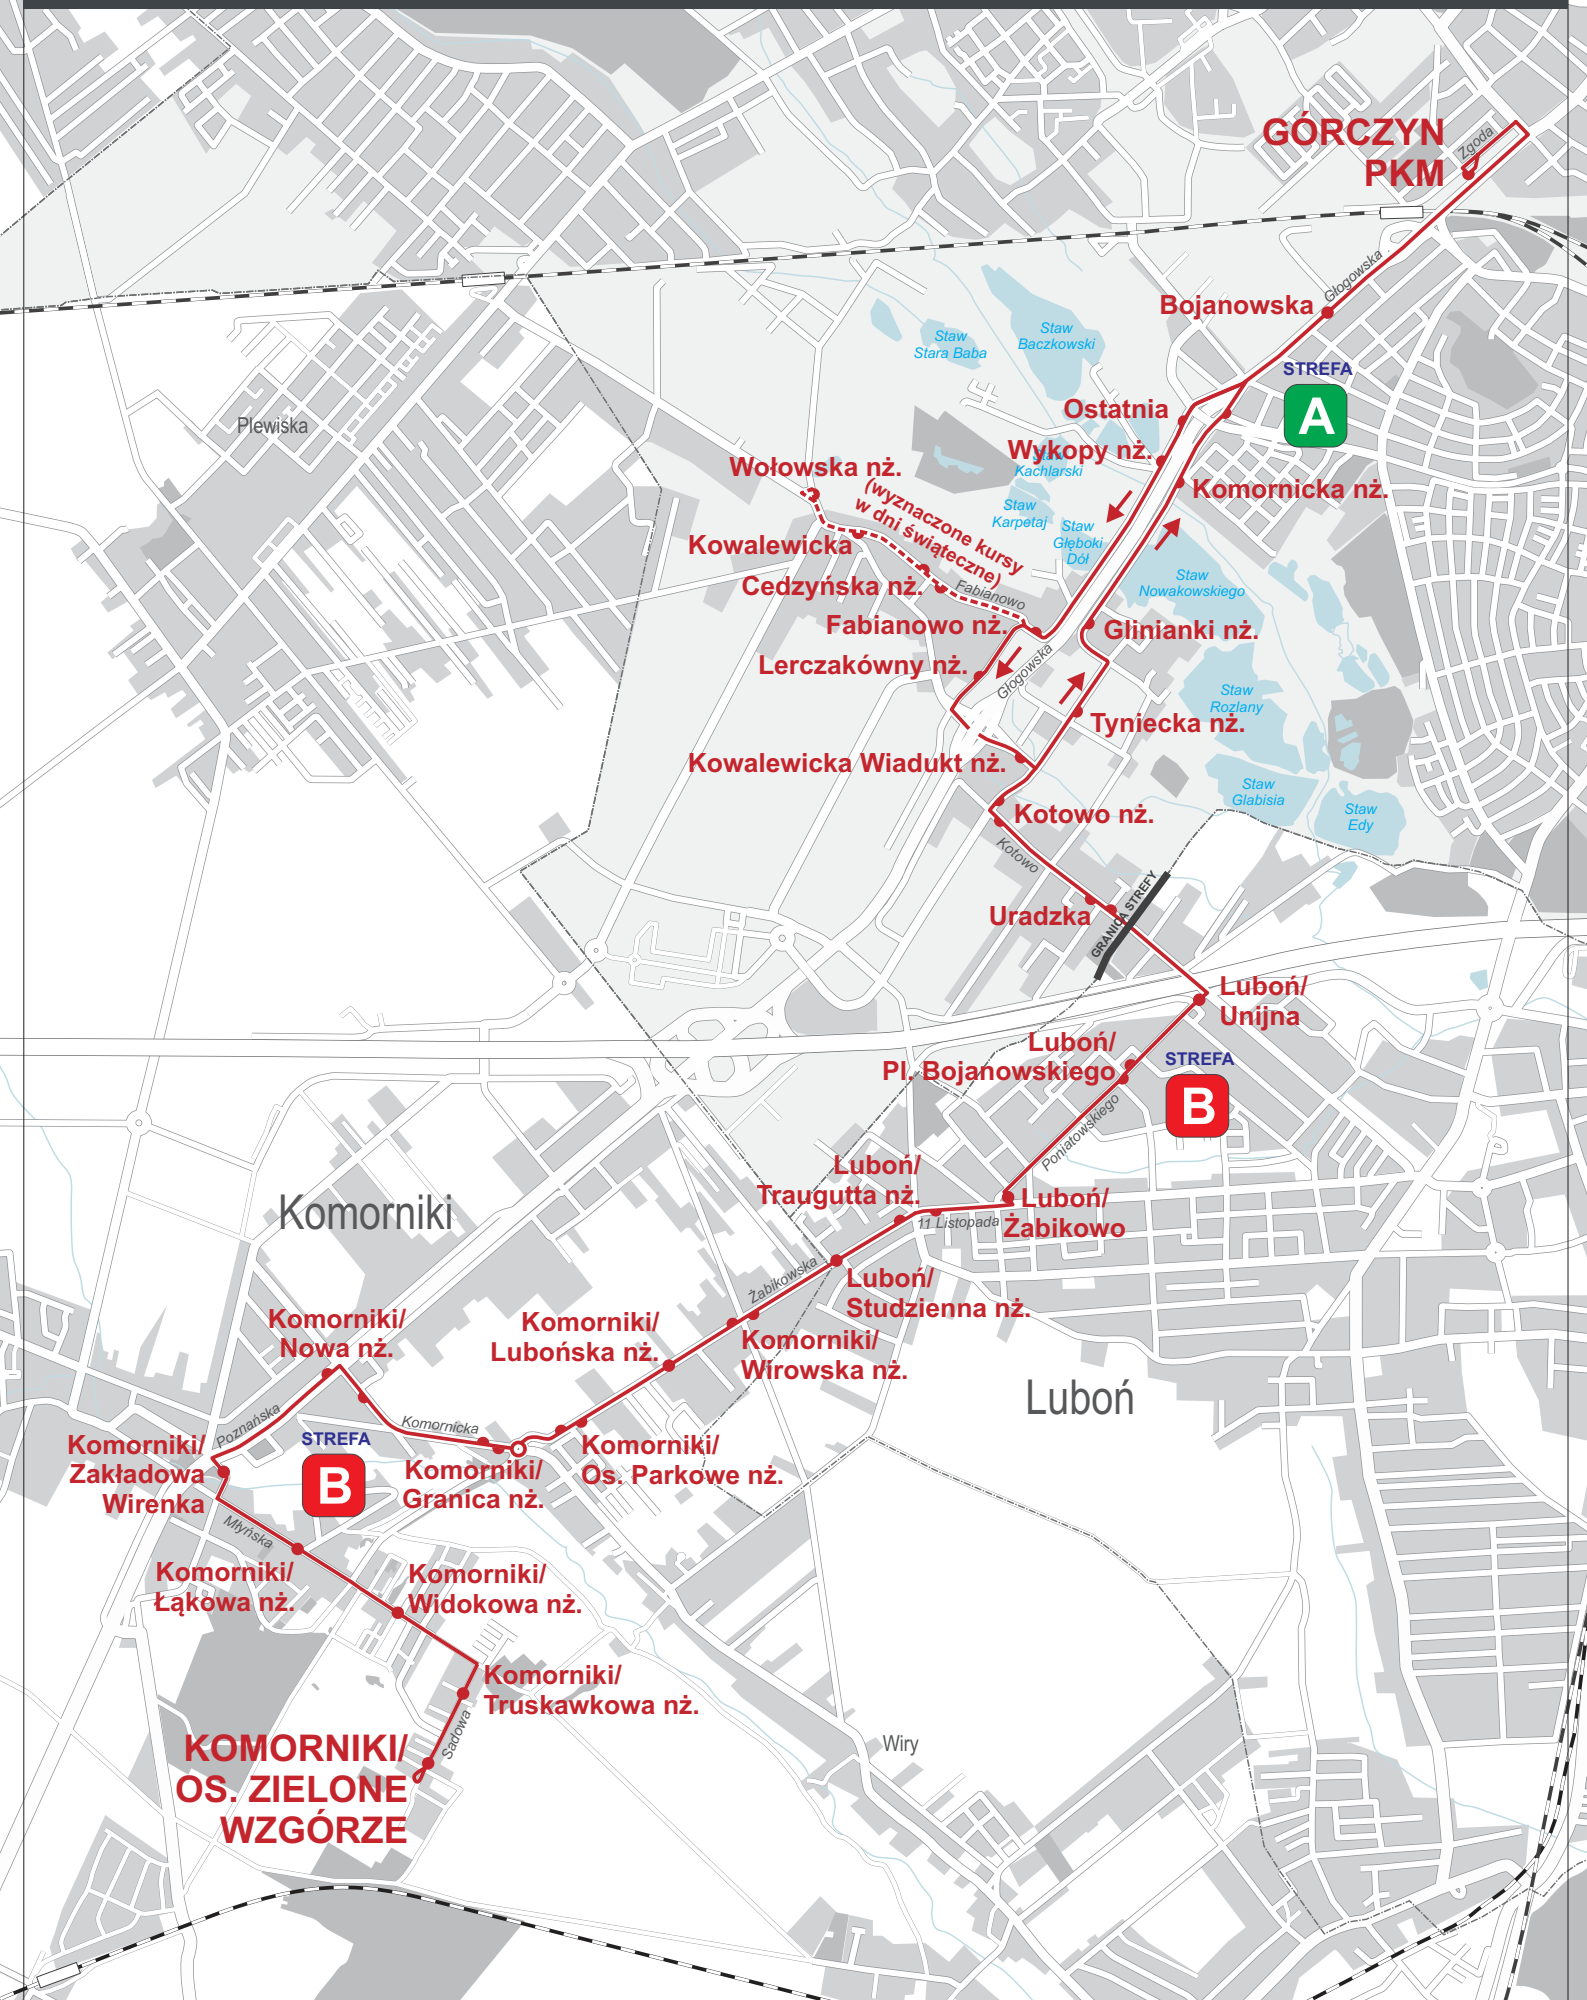 GÓRCZYN
PKM
Zgoda
Głogowska
Bojanowska
Staw
Stara Baba
Staw
Baczkowski
STREFA
A
Plewiska
Ostatnia
Wykopy nż.
Kachlarski
Wołowska nż.
(wyznaczone kursy
w dni świąteczne)
Komornicka nż.
Staw
Karpetaj
Staw
Głęboki
Dół
Kowalewicka
Cedzyńska nż.
Fabianowo
Staw
Nowakowskiego
Fabianowo nż.
Glinianki nż.
Lerczakówny nż.
Głogowska
Staw
Rozlany
Tyniecka nż.
Kowalewicka Wiadukt nż.
Staw
Glabisia
Staw
Edy
Kotowo nż.
Kotowo
GRANICA STREFY
Uradzka
Luboń/
Unijna
Luboń/
Pl. Bojanowskiego
STREFA
B
Poniatowskiego
Luboń/
Traugutta nż.
Luboń/
Żabikowo
11 Listopada
Komorniki
Żabikowska
Luboń/
Studzienna nż.
Komorniki/
Nowa nż.
Komorniki/
Lubońska nż.
Komorniki/
Wirowska nż.
Luboń
Poznańska
Komornicka
STREFA
B
Komorniki/
Zakładowa
Wirenka
Komorniki/
Granica nż.
Komorniki/
Os. Parkowe nż.
Młyńska
Komorniki/
Łąkowa nż.
Komorniki/
Widokowa nż.
Komorniki/
Truskawkowa nż.
Sadowa
Wiry
KOMORNIKI/
OS. ZIELONE
WZGÓRZE